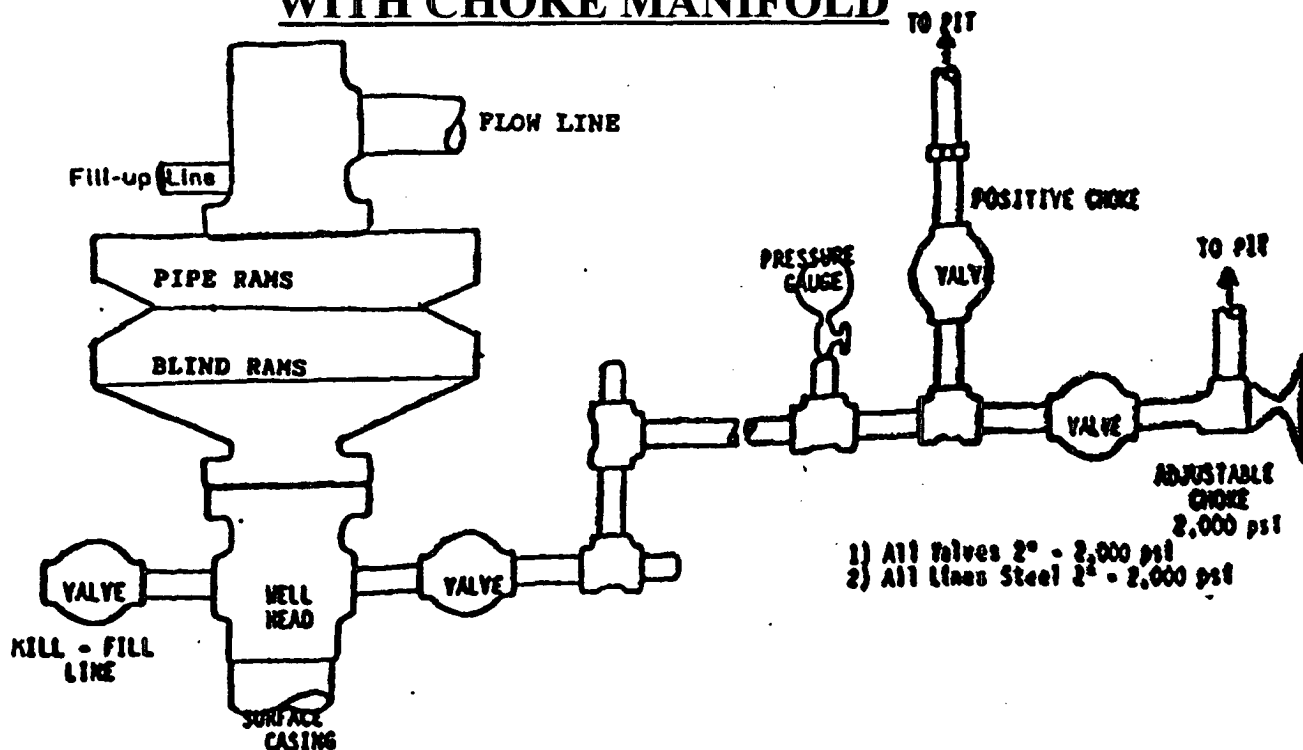 WITH CHOKE MANIFOLD
TO PIT
FLOW LINE
Fill-up Line
POSITIVE CHOKE
PIPE RAMS
PRESSURE
GAUGE
VALVE
TO PIT
BLIND RAMS
VALVE
ADJUSTABLE
CHOKE
2,000 psi
1) All Valves 2" - 2,000 psi
2) All Lines Steel 2" - 2,000 psi
VALVE
WELL
HEAD
VALVE
KILL - FILL
LINE
SURFACE
CASING